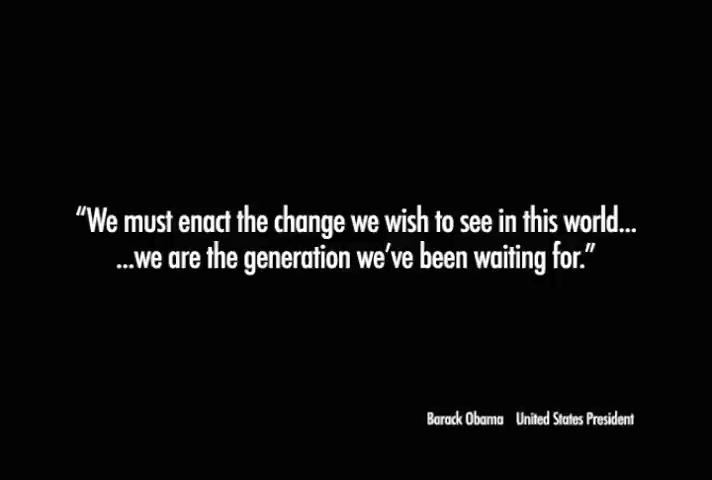 “We must enact the change we wish to see in this world...
...we are the generation we’ve been waiting for.”
Barack Obama United States President